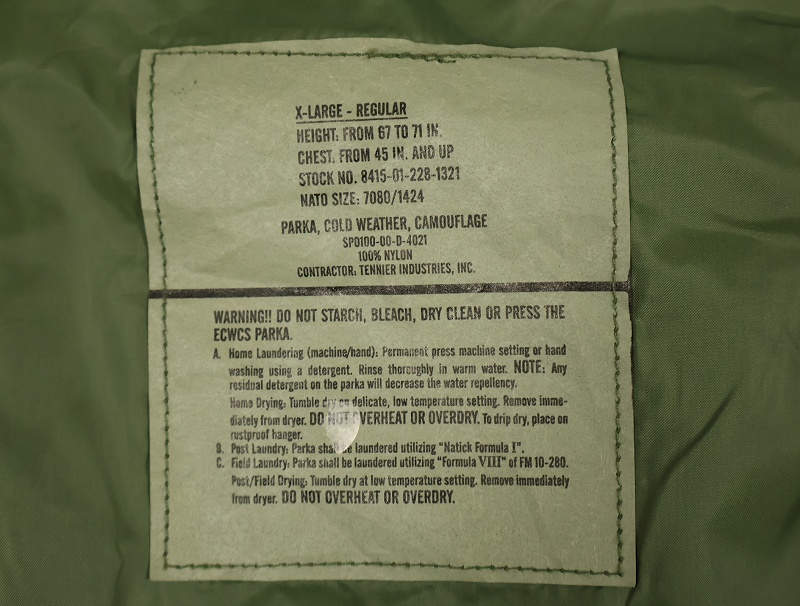 X-LARGE - REGULAR
HEIGHT: FROM 67 TO 71 IN.
CHEST. FROM 45 IN. AND UP
STOCK NO. 8415-01-228-1321
NATO SIZE: 7080/1424
PARKA, COLD WEATHER, CAMOUFLAGE
SP0100-00-D-4021
100% NYLON
CONTRACTOR: TENNIER INDUSTRIES, INC.
WARNING!! DO NOT STARCH, BLEACH, DRY CLEAN OR PRESS THE
ECWCS PARKA.
A. Home Laundering (machine/hand): Permanent press machine setting or hand
washing using a detergent. Rinse thoroughly in warm water. NOTE: Any
residual detergent on the parka will decrease the water repellency.
Home Drying: Tumble dry on delicate, low temperature setting. Remove imme-
diately from dryer. DO NOT OVERHEAT OR OVERDRY. To drip dry, place on
rustproof hanger.
B. Post Laundry: Parka shall be laundered utilizing "Natick Formula I".
C. Field Laundry: Parka shall be laundered utilizing "Formula VIII" of FM 10-280.
Post/Field Drying: Tumble dry at low temperature setting. Remove immediately
from dryer. DO NOT OVERHEAT OR OVERDRY.